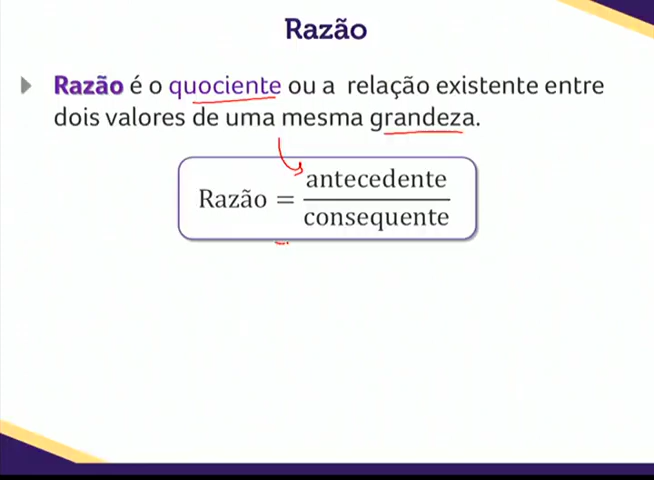 Razão
Razão é o quociente ou a relação existente entre
dois valores de uma mesma grandeza.
Razão = antecedente
consequente